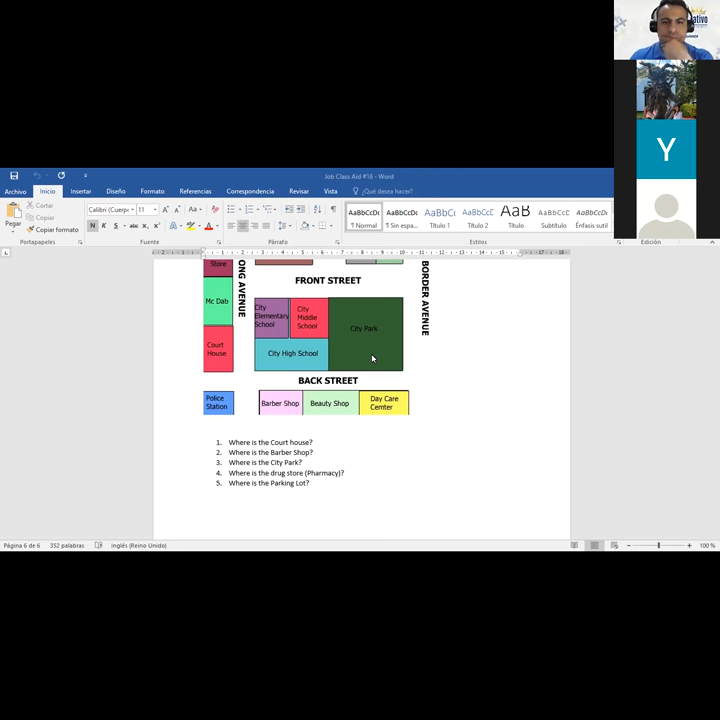 ativo
Y
Job Class Aid #16 - Word
Archivo Inicio Insertar Diseño Formato Referencias Correspondencia Revisar Vista ¿Qué desea hacer?
Cortar
Copiar
Pegar
Copiar formato
Calibri (Cuerpo 11
N K S abc
AaBbCcDc AaBbCcDc AaBbCc AaBbCcC AaB AaBbCcC AaBbCcDc
¶ Normal ¶ Sin espa... Título 1 Título 2 Título Subtítulo Énfasis sutil
Portapapeles Fuente Párrafo Estilos Edición
Store
Mc Dab
Court
House
Police
Station
ONG AVENUE
FRONT STREET
BORDER AVENUE
City
Elementary
School
City
Middle
School
City Park
City High School
BACK STREET
Barber Shop
Beauty Shop
Day Care
Cemter
1. Where is the Court house?
2. Where is the Barber Shop?
3. Where is the City Park?
4. Where is the drug store (Pharmacy)?
5. Where is the Parking Lot?
Página 6 de 6 352 palabras Inglés (Reino Unido) 100 %